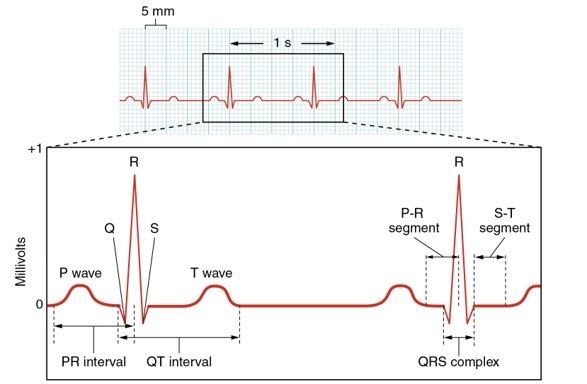 5 mm
1 s
+1
R
R
P-R
segment
S-T
segment
Q
S
Millivolts
P wave
T wave
0
PR interval
QT interval
QRS complex